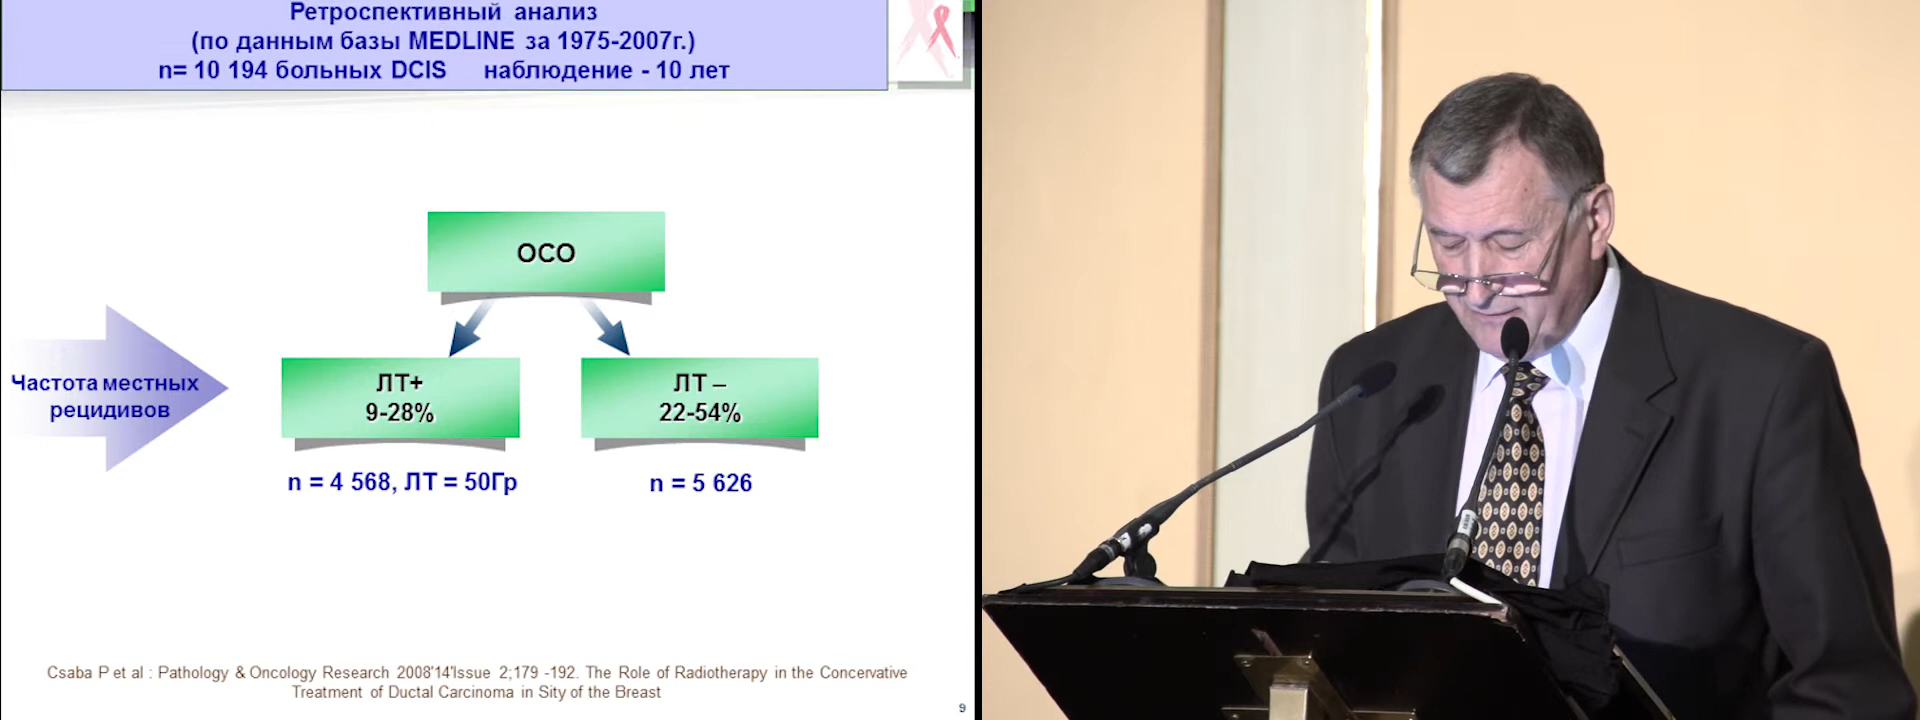 Ретроспективный анализ
(по данным базы MEDLINE за 1975-2007г.)
n= 10 194 больных DCIS наблюдение - 10 лет
ОСО
Частота местных
рецидивов
ЛТ+
9-28%
ЛТ –
22-54%
n = 4 568, ЛТ = 50Гр
n = 5 626
Csaba P et al : Pathology & Oncology Research 2008'14'Issue 2;179 -192. The Role of Radiotherapy in the Concervative
Treatment of Ductal Carcinoma in Sity of the Breast
9